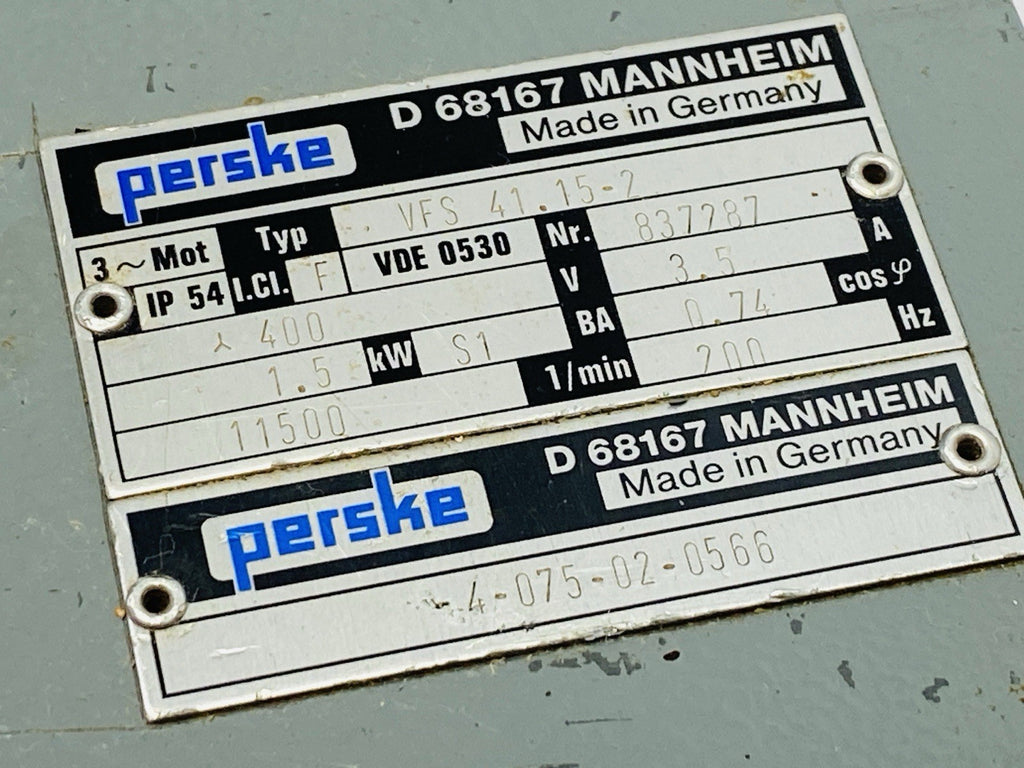 perske D 68167 MANNHEIM
Made in Germany
3~Mot Typ VFS 41.15-2
IP 54 I.Cl. F VDE 0530 Nr. 837287
⅄ 400 V 3.5 A
1.5 kW S1 BA 0.74 cos φ
11500 1/min 200 Hz
perske D 68167 MANNHEIM
Made in Germany
4-075-02-0566